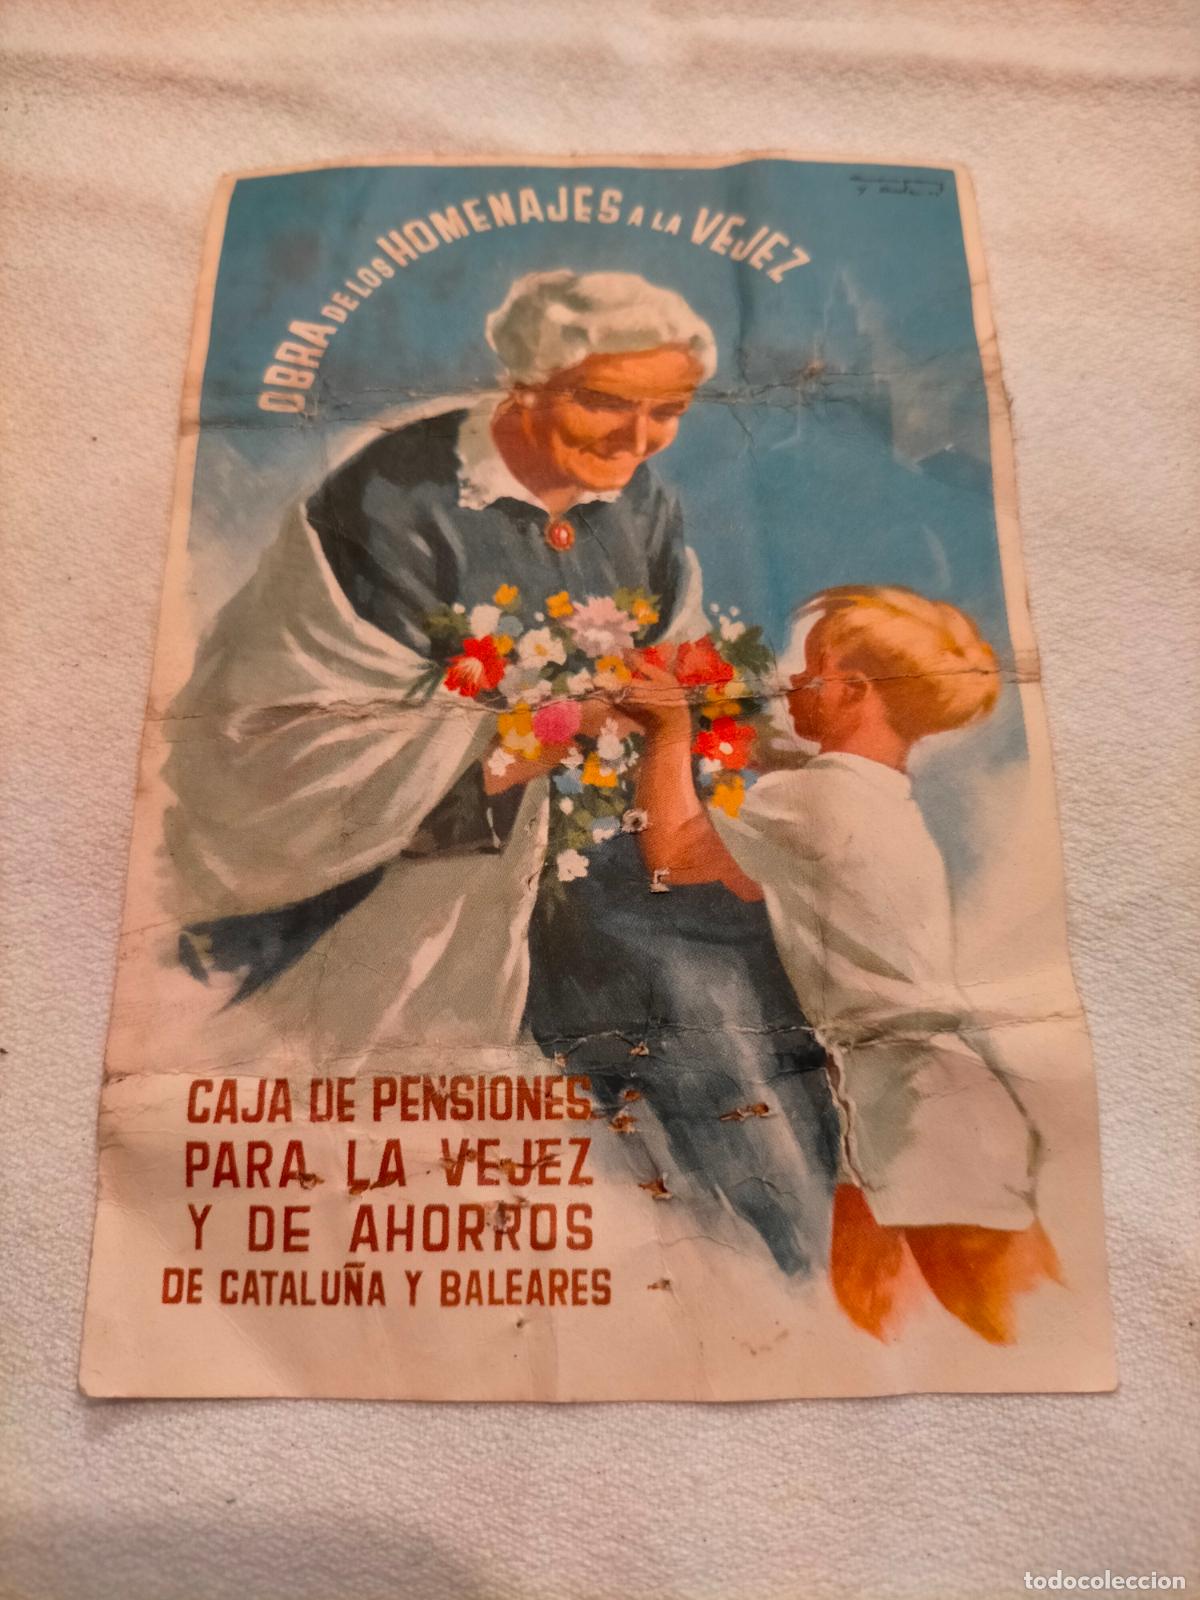 OBRA DE LOS HOMENAJES A LA VEJEZ
CAJA DE PENSIONES
PARA LA VEJEZ
Y DE AHORROS
DE CATALUÑA Y BALEARES
todocoleccion